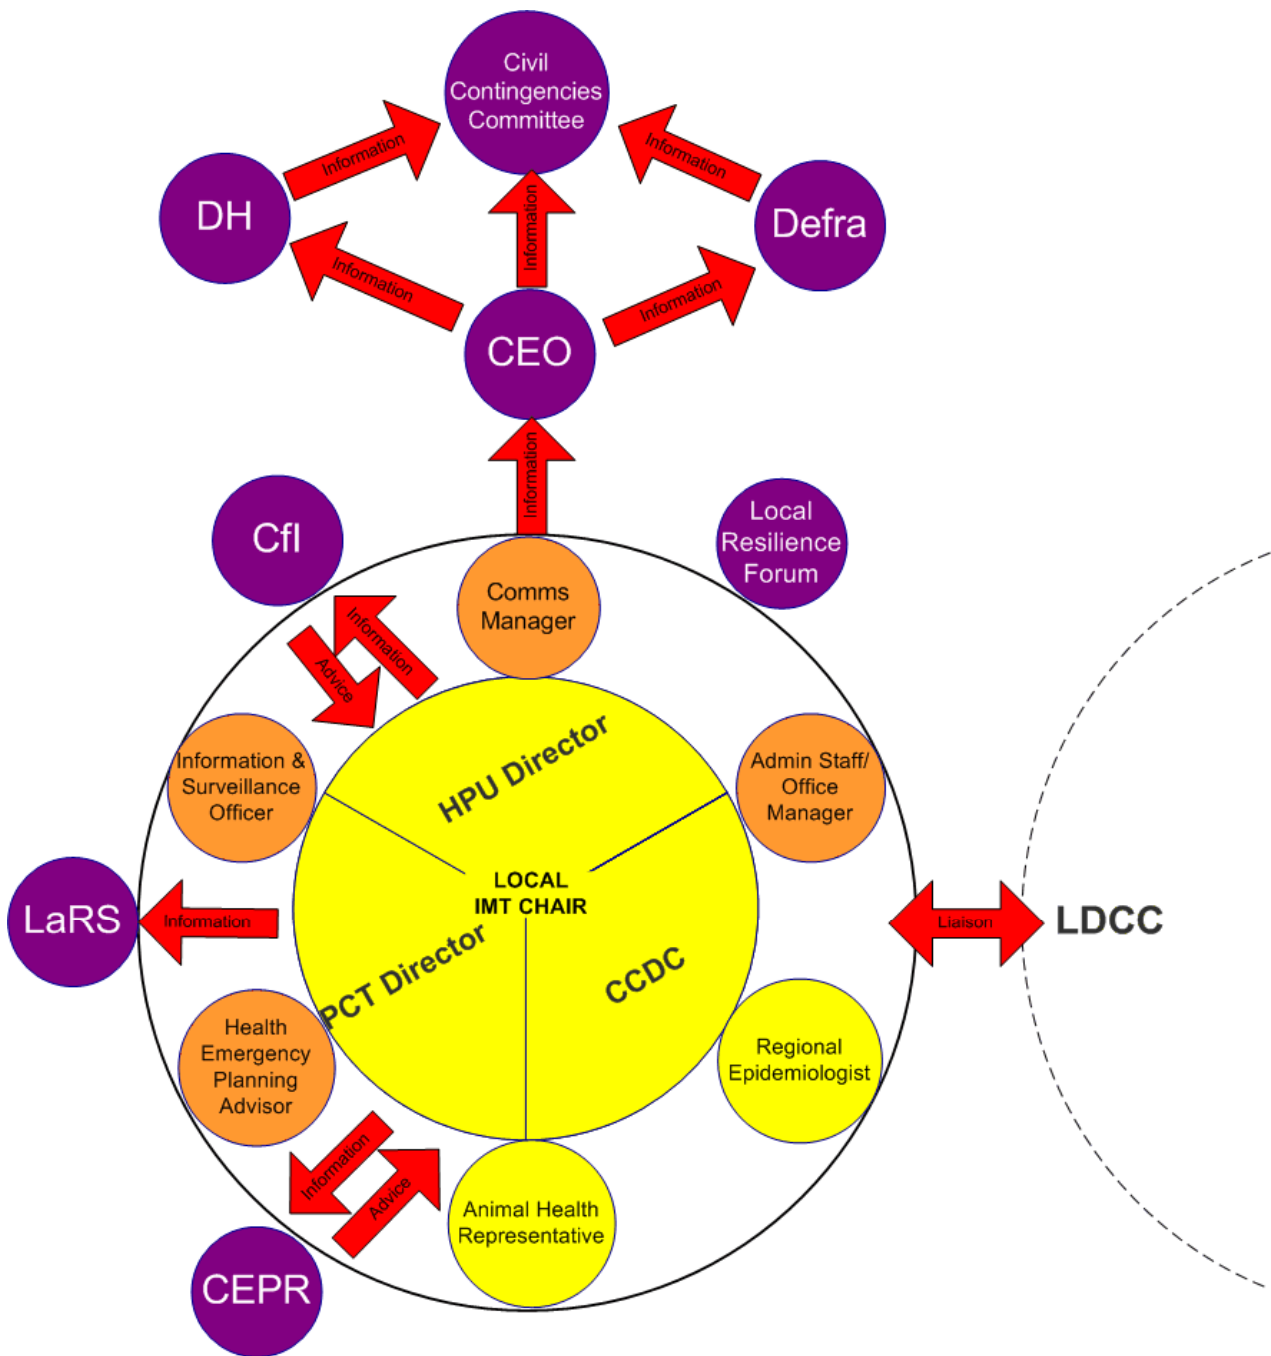 Civil
Contingencies
Committee
Information
Information
DH
Defra
Information
Information
Information
CEO
Information
CfI
Local
Resilience
Forum
Comms
Manager
Information
Advice
HPU Director
Information &
Surveillance
Officer
Admin Staff/
Office
Manager
LOCAL
IMT CHAIR
LaRS
Information
Liaison
LDCC
PCT Director
CCDC
Health
Emergency
Planning
Advisor
Regional
Epidemiologist
Information
Advice
Animal Health
Representative
CEPR